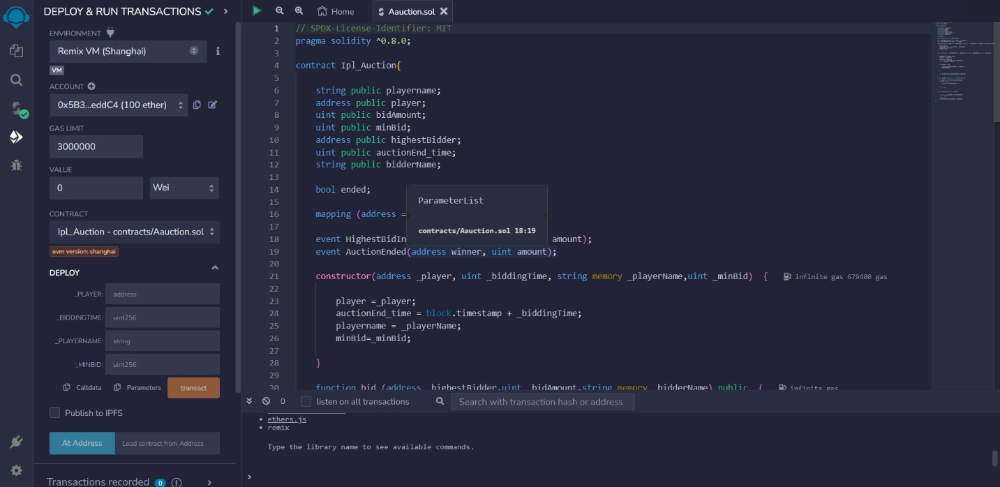 DEPLOY & RUN TRANSACTIONS
ENVIRONMENT
Remix VM (Shanghai)
VM
ACCOUNT
0x5B3...eddC4 (100 ether)
GAS LIMIT
3000000
VALUE
0
Wei
CONTRACT
Ipl_Auction - contracts/Aauction.sol
evm version: shanghai
DEPLOY
_PLAYER: address
_BIDDINGTIME: uint256
_PLAYERNAME: string
_MINBID: uint256
Calldata Parameters transact
Publish to IPFS
At Address Load contract from Address
Transactions recorded 0 i
Home Aauction.sol
1 // SPDX-License-Identifier: MIT
2 pragma solidity ^0.8.0;
3
4 contract Ipl_Auction{
5
6 string public playername;
7 address public player;
8 uint public bidAmount;
9 uint public minBid;
10 address public highestBidder;
11 uint public auctionEnd_time;
12 string public bidderName;
13
14 bool ended;
15
16 mapping (address =
17
18 event HighestBidIn amount);
19 event AuctionEnded(address winner, uint amount);
20
21 constructor(address _player, uint _biddingTime, string memory _playerName,uint _minBid) { infinite gas 679400 gas
22
23 player =_player;
24 auctionEnd_time = block.timestamp + _biddingTime;
25 playername = _playerName;
26 minBid=_minBid;
27
28 }
29
30 function bid (address _highestBidder,uint _bidAmount,string memory _bidderName) public { infinite gas
ParameterList
contracts/Aauction.sol 18:19
0 listen on all transactions Search with transaction hash or address
• ethers.js
• remix
Type the library name to see available commands.
>